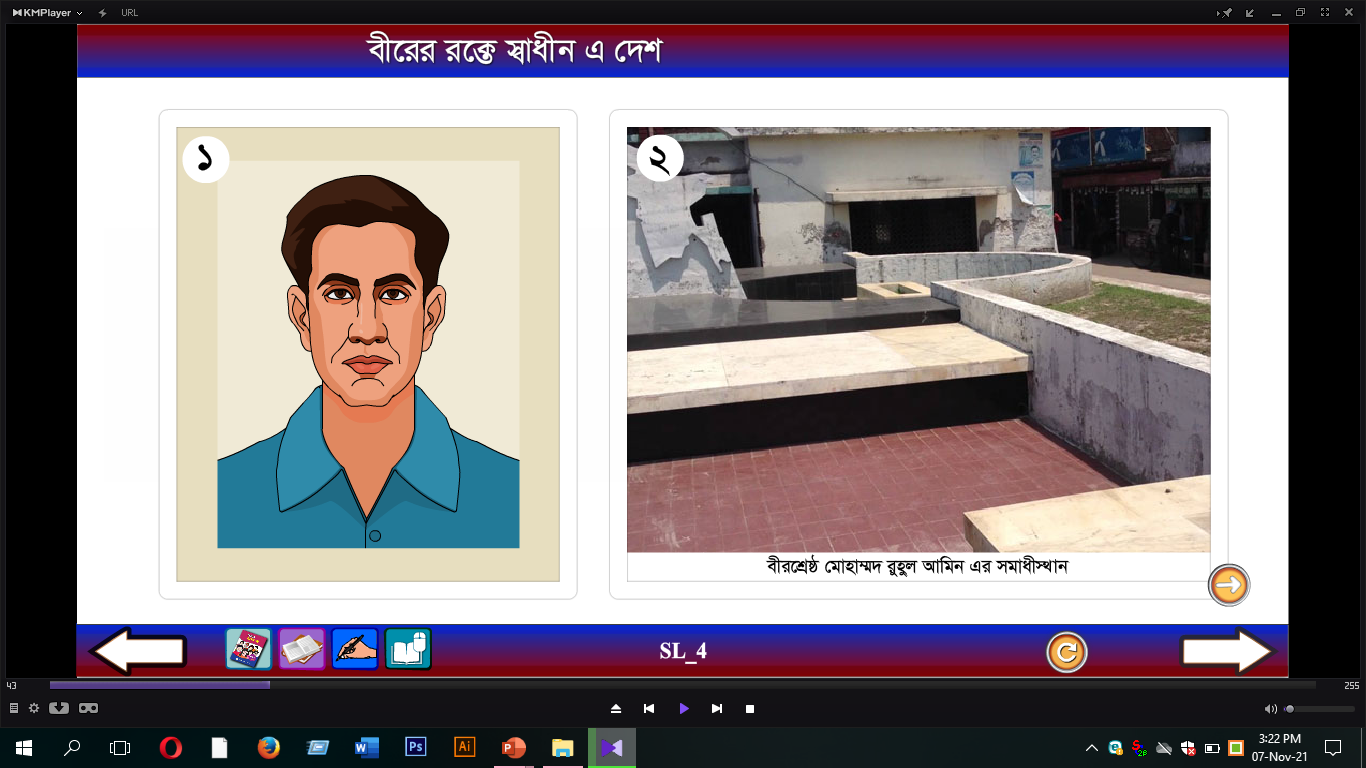 KMPlayer
URL
বীরের রক্তে স্বাধীন এ দেশ
১
২
বীরশ্রেষ্ঠ মোহাম্মদ রুহুল আমিন এর সমাধীস্থান
SL_4
43
255
3:22 PM
07-Nov-21